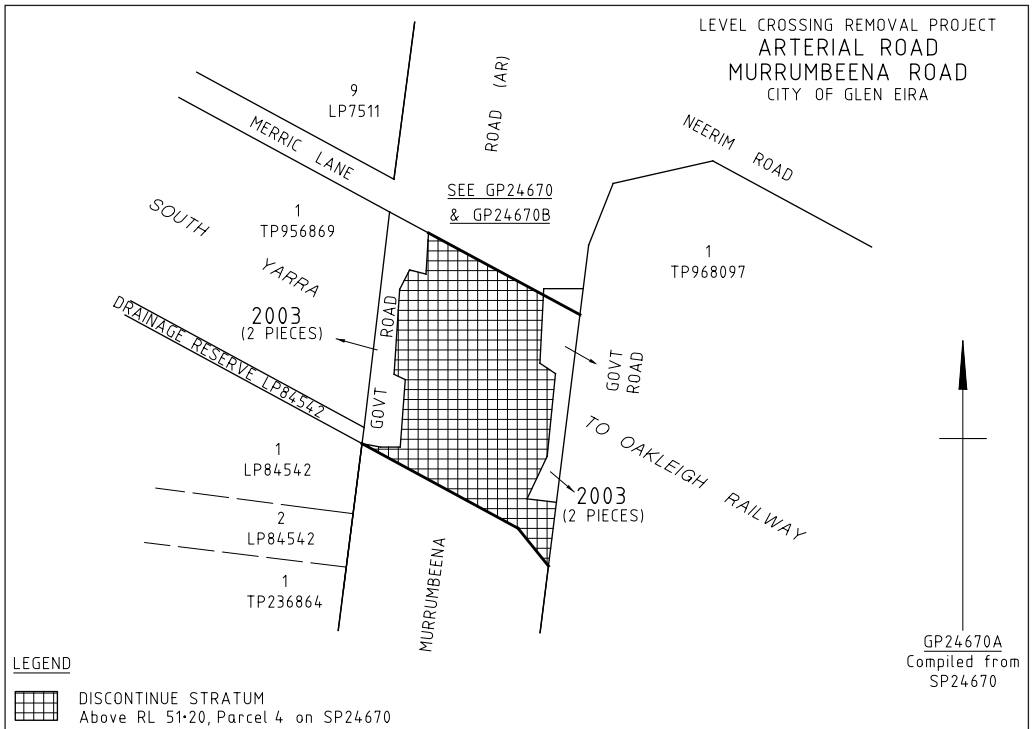 LEVEL CROSSING REMOVAL PROJECT
ARTERIAL ROAD
MURRUMBEENA ROAD
CITY OF GLEN EIRA
9
LP7511
ROAD (AR)
MERRIC LANE
NEERIM ROAD
SEE GP24670
& GP24670B
1
TP956869
SOUTH
YARRA
1
TP968097
2003
(2 PIECES)
GOVT ROAD
GOVT
ROAD
DRAINAGE RESERVE LP84542
TO OAKLEIGH RAILWAY
1
LP84542
2003
(2 PIECES)
2
LP84542
1
TP236864
MURRUMBEENA
GP24670A
Compiled from
SP24670
LEGEND
DISCONTINUE STRATUM
Above RL 51·20, Parcel 4 on SP24670